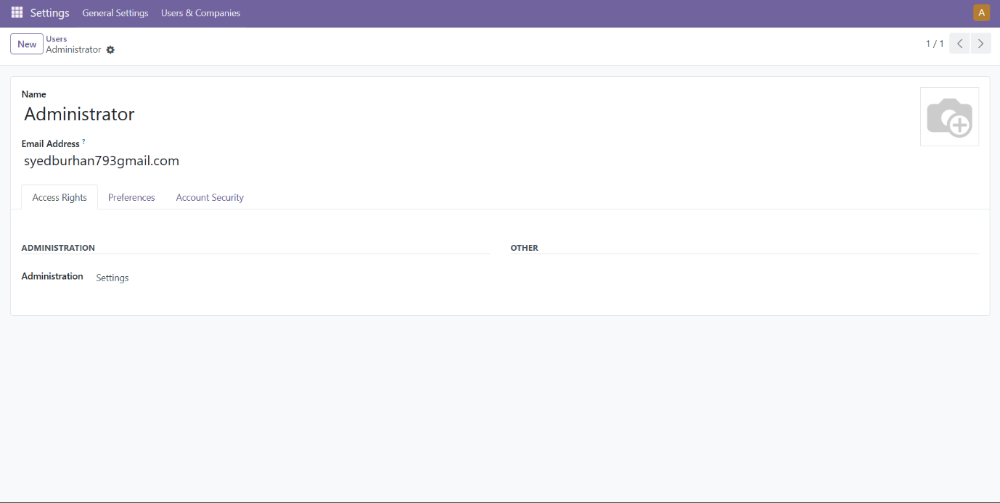 Settings General Settings Users & Companies A
New Users
Administrator
1 / 1
Name
Administrator
Email Address ?
syedburhan793gmail.com
Access Rights Preferences Account Security
ADMINISTRATION
Administration Settings
OTHER